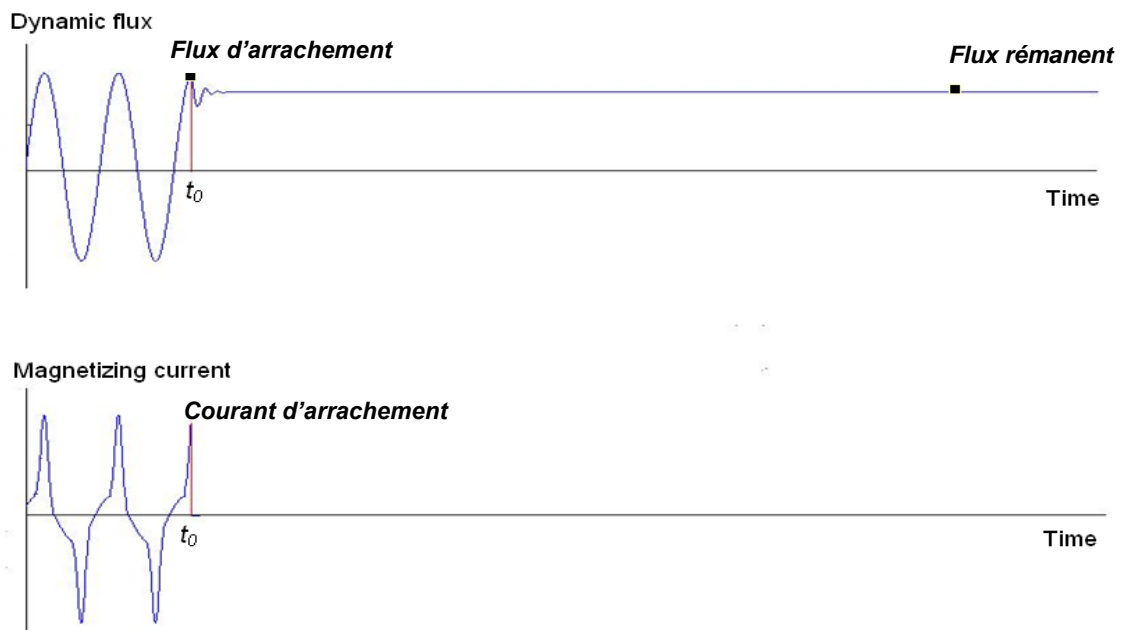 Dynamic flux
Flux d’arrachement
Flux rémanent
t0
Time
Magnetizing current
Courant d’arrachement
t0
Time